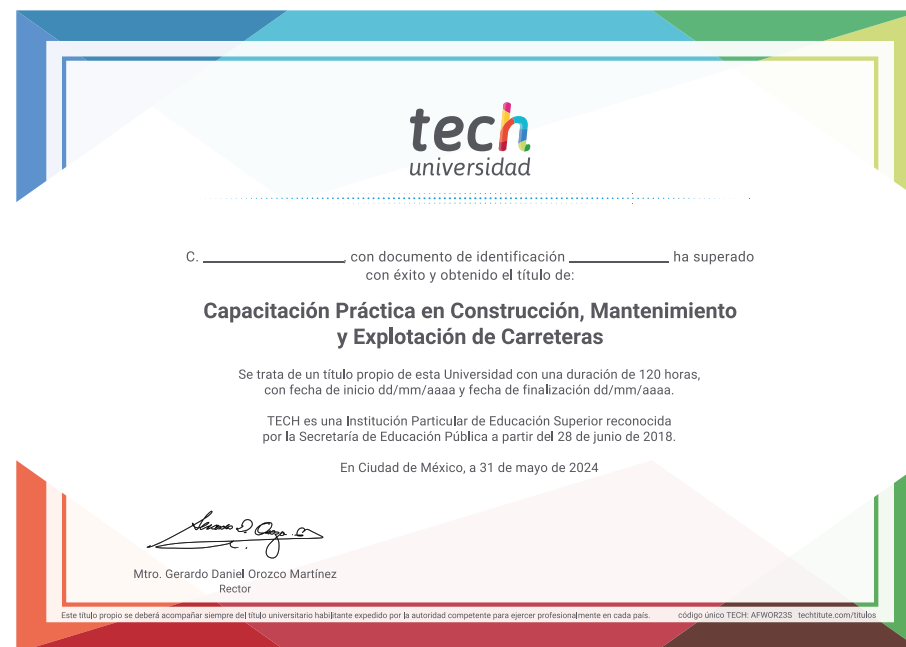 tech
universidad
C. ____________, con documento de identificación ____________ ha superado
con éxito y obtenido el título de:
Capacitación Práctica en Construcción, Mantenimiento
y Explotación de Carreteras
Se trata de un título propio de esta Universidad con una duración de 120 horas,
con fecha de inicio dd/mm/aaaa y fecha de finalización dd/mm/aaaa.
TECH es una Institución Particular de Educación Superior reconocida
por la Secretaría de Educación Pública a partir del 28 de junio de 2018.
En Ciudad de México, a 31 de mayo de 2024
Mtro. Gerardo Daniel Orozco Martínez
Rector
Este título propio se deberá acompañar siempre del título universitario habilitante expedido por la autoridad competente para ejercer profesionalmente en cada país. código único TECH: AFWOR23S techtitute.com/titulos